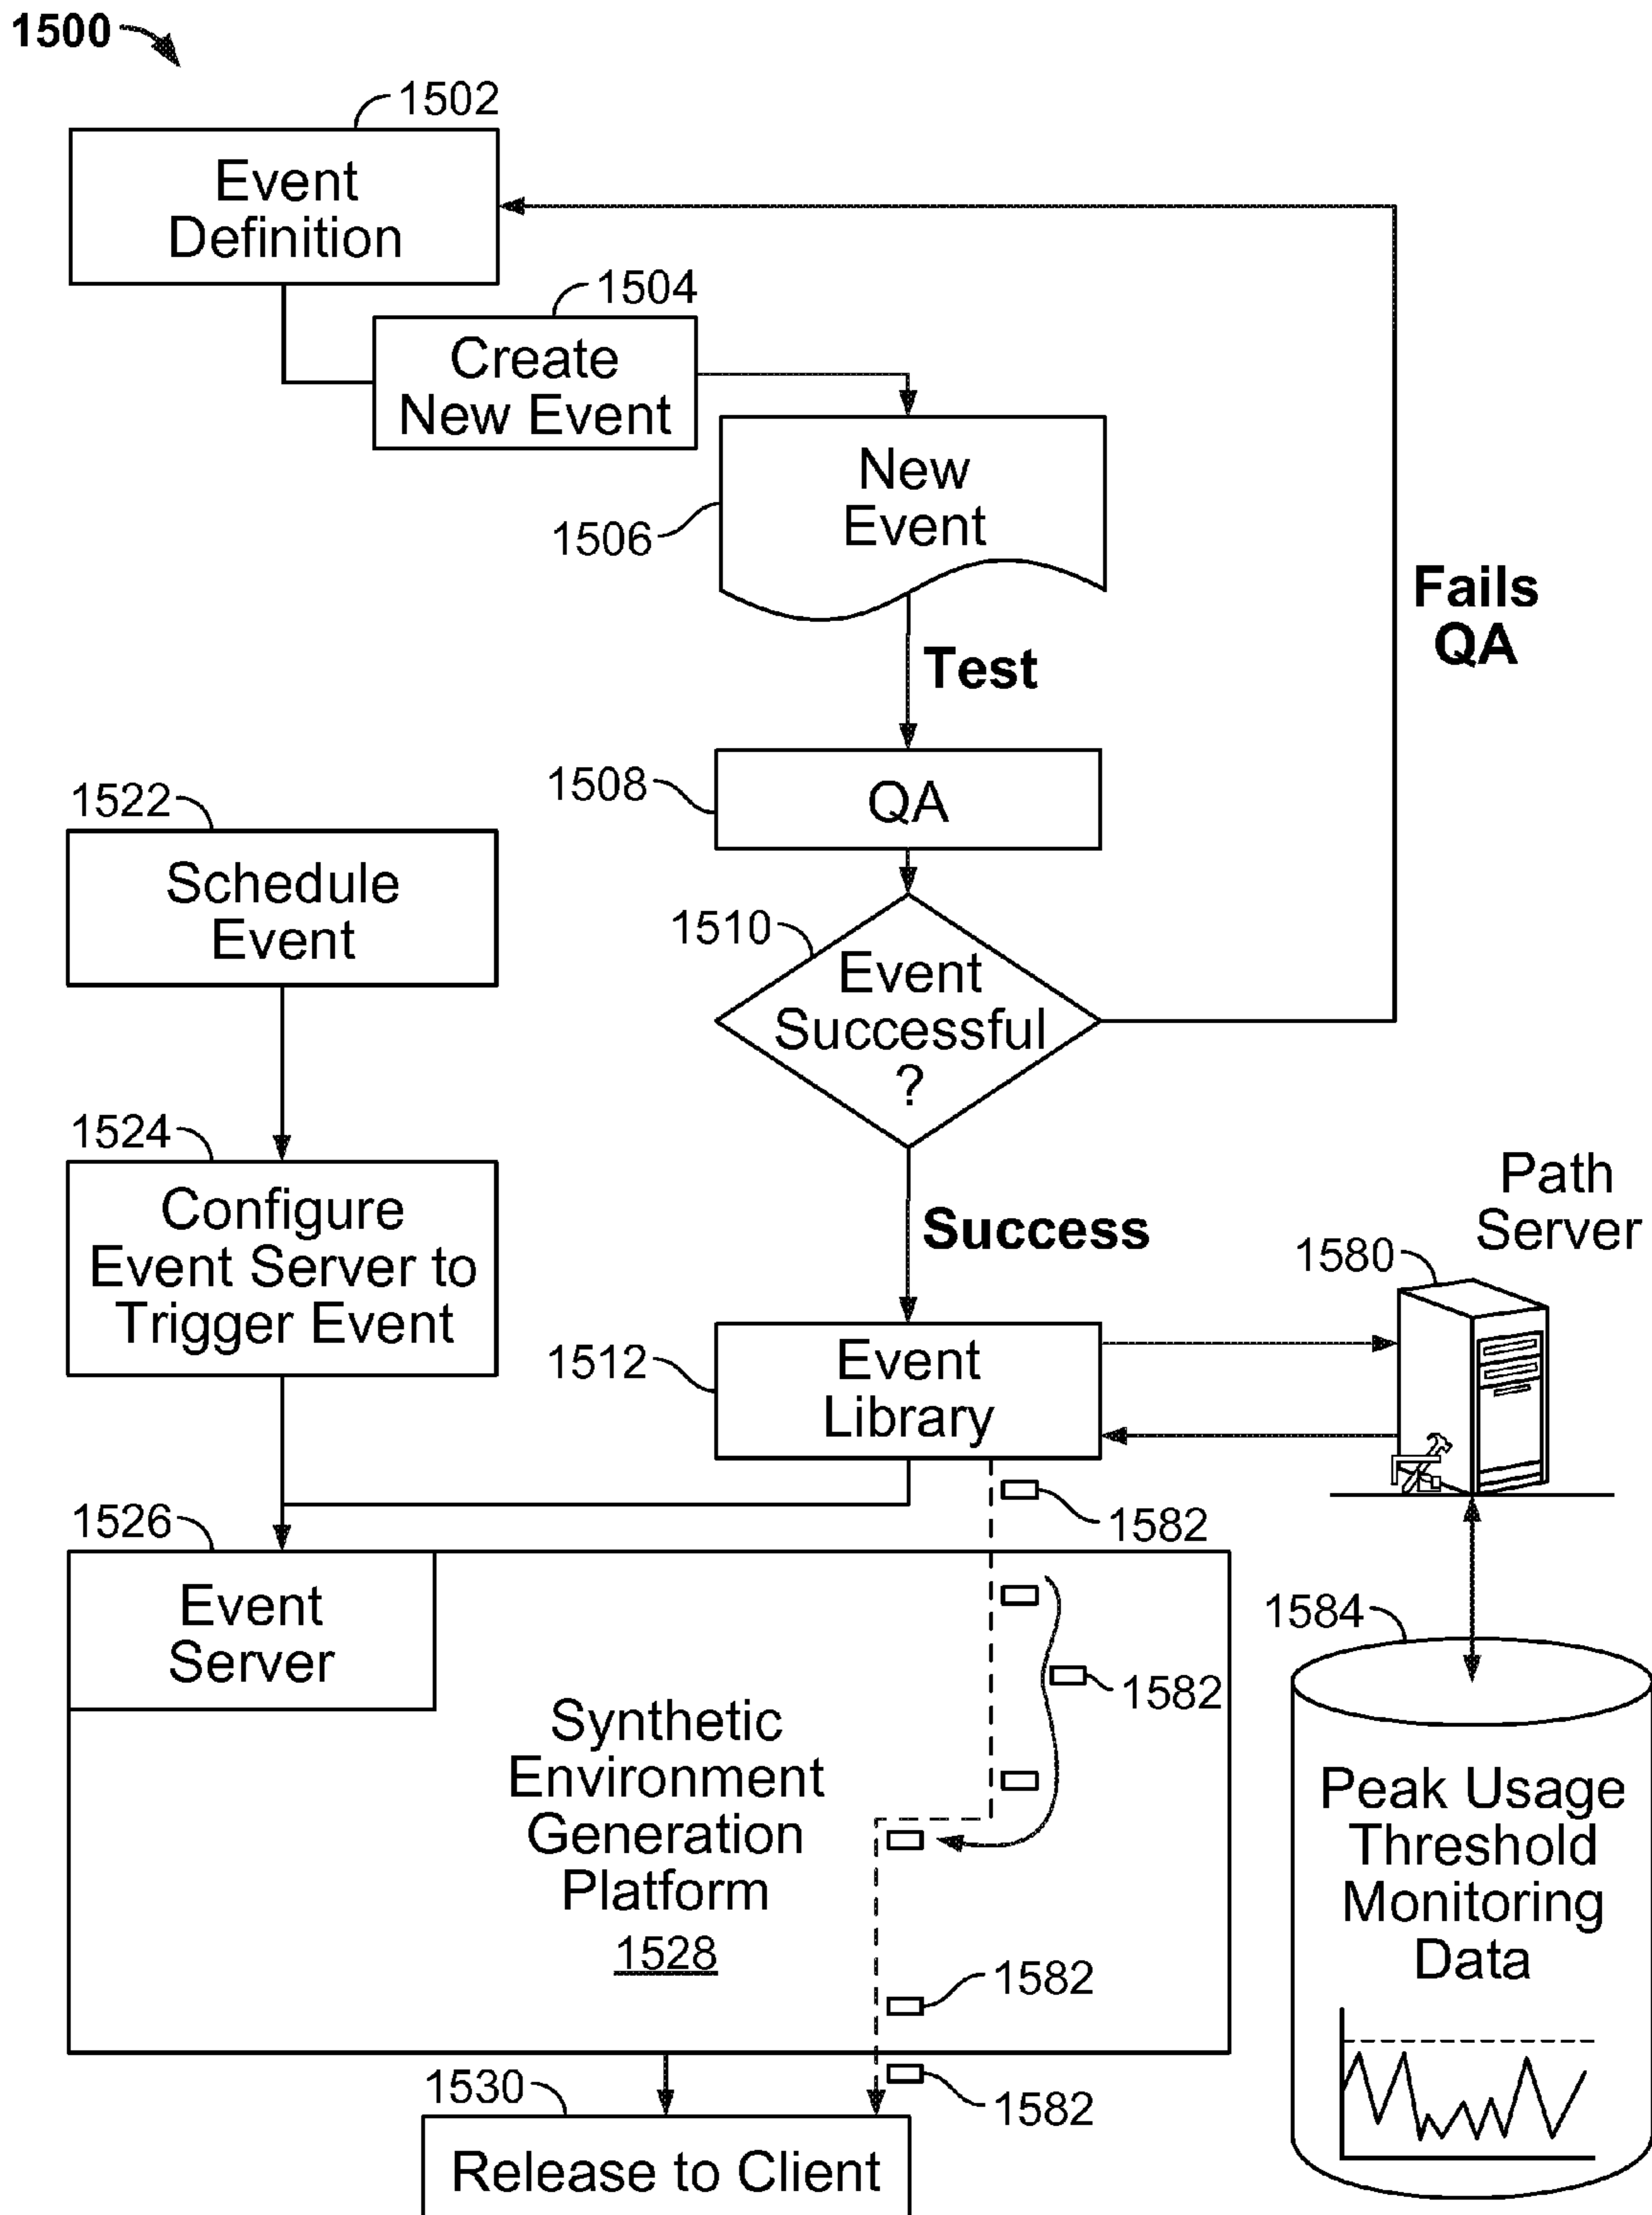 1500
1502
Event
Definition
1504
Create
New Event
New
Event
1506
Fails
QA
Test
1508
QA
1522
Schedule
Event
1510
Event
Successful
?
1524
Configure
Event Server to
Trigger Event
Success
Path
Server
1580
1512
Event
Library
1582
1526
Event
Server
1582
1584
Synthetic
Environment
Generation
Platform
1528
Peak Usage
Threshold
Monitoring
Data
1582
1582
1530
Release to Client